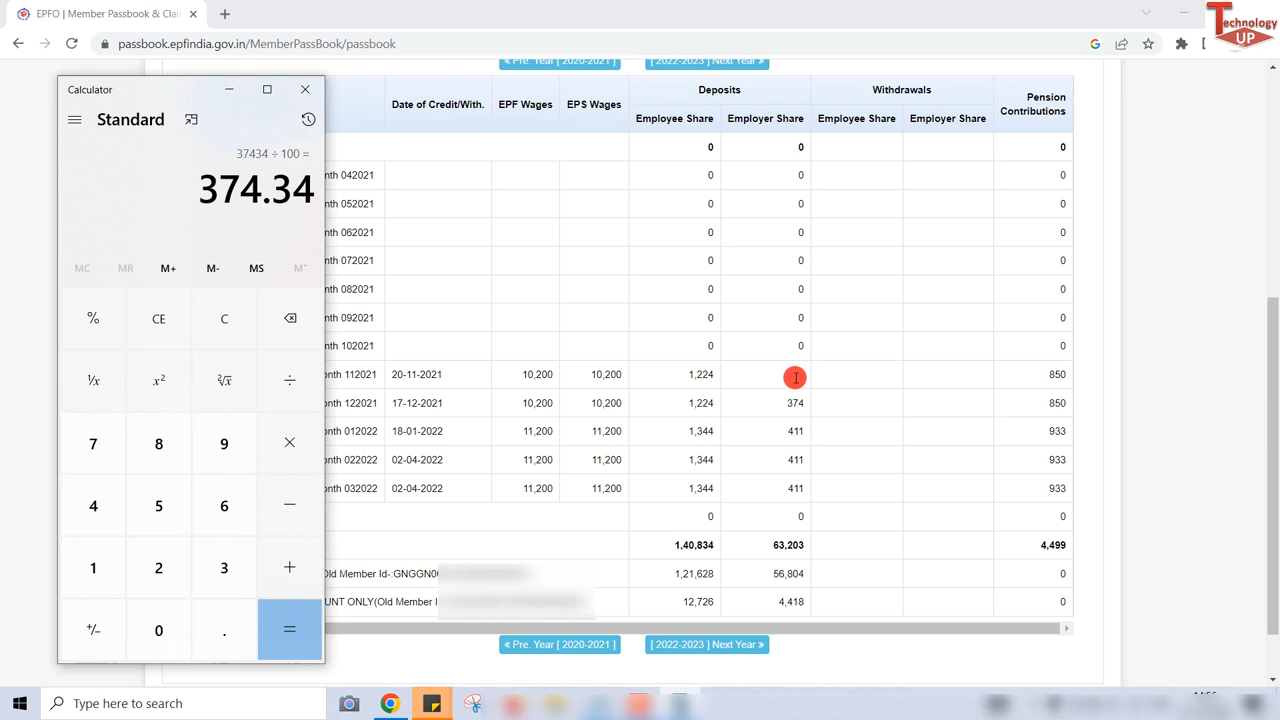 EPFO | Member Passbook & Clai
Technology
UP
passbook.epfindia.gov.in/MemberPassBook/passbook
« Pre. Year [ 2020-2021 ] [ 2022-2023 ] Next Year »
Calculator
Standard
37434 ÷ 100 =
374.34
MC MR M+ M- MS M˅
% CE C
¹/x x² ²√x ÷
7 8 9 ×
4 5 6 −
1 2 3 +
+/− 0 . =
Date of Credit/With. EPF Wages EPS Wages Deposits Withdrawals Pension Contributions
Employee Share Employer Share Employee Share Employer Share
0 0 0
nth 042021 0 0 0
nth 052021 0 0 0
nth 062021 0 0 0
nth 072021 0 0 0
nth 082021 0 0 0
nth 092021 0 0 0
nth 102021 0 0 0
nth 112021 20-11-2021 10,200 10,200 1,224 850
nth 122021 17-12-2021 10,200 10,200 1,224 374 850
nth 012022 18-01-2022 11,200 11,200 1,344 411 933
nth 022022 02-04-2022 11,200 11,200 1,344 411 933
nth 032022 02-04-2022 11,200 11,200 1,344 411 933
0 0 0
1,40,834 63,203 4,499
Old Member Id-:GNGGN00 1,21,628 56,804 0
UNT ONLY(Old Member I 12,726 4,418 0
« Pre. Year [ 2020-2021 ] [ 2022-2023 ] Next Year »
Type here to search